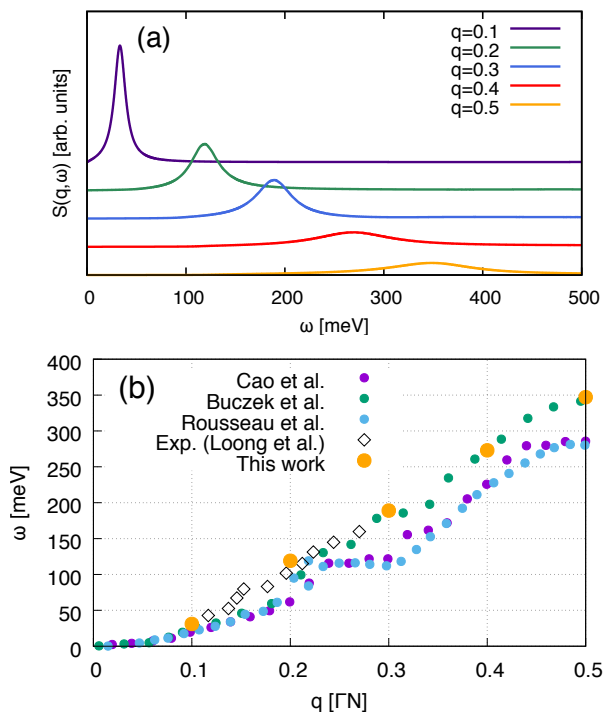 (a)
q=0.1
q=0.2
q=0.3
q=0.4
q=0.5
S(q,ω) [arb. units]
0 100 200 300 400 500
ω [meV]
(b)
Cao et al.
Buczek et al.
Rousseau et al.
Exp. (Loong et al.)
This work
400
350
300
250
200
150
100
50
0
ω [meV]
0 0.1 0.2 0.3 0.4 0.5
q [ΓN]